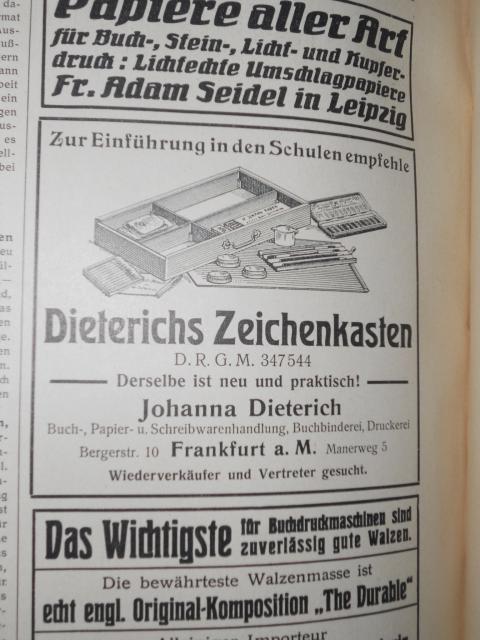 Papiere aller Art
für Buch-, Stein-, Licht- und Kupfer-
druck: Lichtechte Umschlagpapiere
Fr. Adam Seidel in Leipzig
Zur Einführung in den Schulen empfehle
Dieterichs Zeichenkasten
D. R. G. M. 347544
Derselbe ist neu und praktisch!
Johanna Dieterich
Buch-, Papier- u. Schreibwarenhandlung, Buchbinderei, Druckerei
Bergerstr. 10 Frankfurt a. M. Manerweg 5
Wiederverkäufer und Vertreter gesucht.
Das Wichtigste für Buchdruckmaschinen sind
zuverlässig gute Walzen.
Die bewährteste Walzenmasse ist
echt engl. Original-Komposition „The Durable"
Alleinigen Importeur